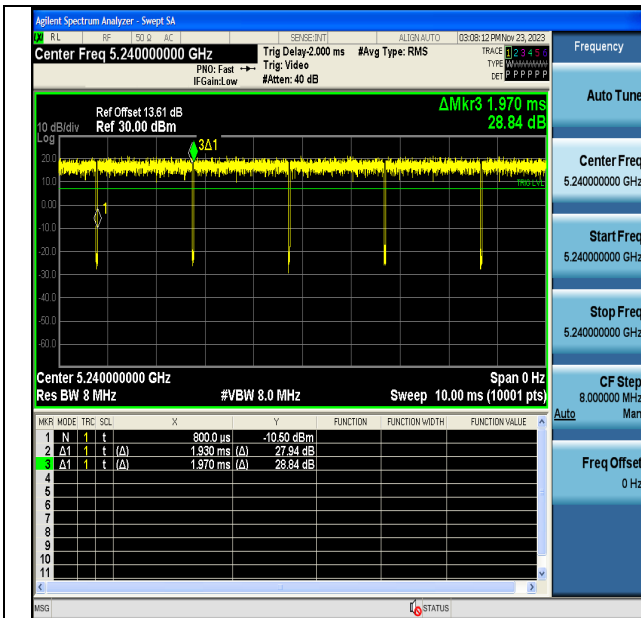 Agilent Spectrum Analyzer - Swept SA
RL RF 50 Ω AC SENSE:INT ALIGN AUTO 03:08:12 PM Nov 23, 2023
Center Freq 5.240000000 GHz
PNO: Fast
IFGain:Low
Trig Delay-2.000 ms
Trig: Video
#Atten: 40 dB
#Avg Type: RMS
TRACE 1 2 3 4 5 6
TYPE WWWWWW
DET P P P P P P
Ref Offset 13.61 dB
10 dB/div Ref 30.00 dBm
Log
ΔMkr3 1.970 ms
28.84 dB
3Δ1
20.0
10.0
TRIG LVL
0.00
1
-10.0
-20.0
-30.0
-40.0
-50.0
-60.0
Center 5.240000000 GHz Span 0 Hz
Res BW 8 MHz #VBW 8.0 MHz Sweep 10.00 ms (10001 pts)
MKR MODE TRC SCL X Y FUNCTION FUNCTION WIDTH FUNCTION VALUE
1 N 1 t 800.0 µs -10.50 dBm
2 Δ1 1 t (Δ) 1.930 ms (Δ) 27.94 dB
3 Δ1 1 t (Δ) 1.970 ms (Δ) 28.84 dB
4
5
6
7
8
9
10
11
MSG STATUS
Frequency
Auto Tune
Center Freq
5.240000000 GHz
Start Freq
5.240000000 GHz
Stop Freq
5.240000000 GHz
CF Step
8.000000 MHz
Auto Man
Freq Offset
0 Hz